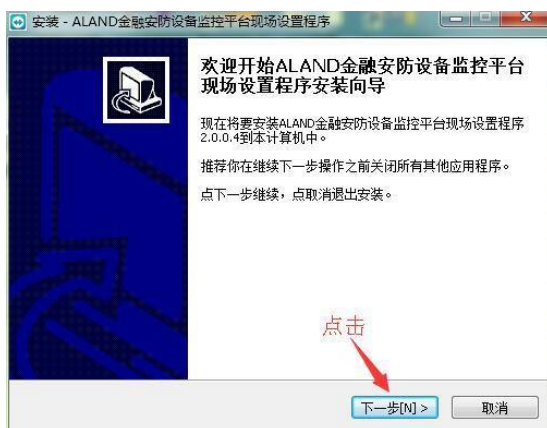 安装 - ALAND金融安防设备监控平台现场设置程序
欢迎开始ALAND金融安防设备监控平台
现场设置程序安装向导
现在将要安装ALAND金融安防设备监控平台现场设置程序
2.0.0.4到本计算机中。
推荐你在继续下一步操作之前关闭所有其他应用程序。
点下一步继续，点取消退出安装。
点击
下一步[N] >
取消